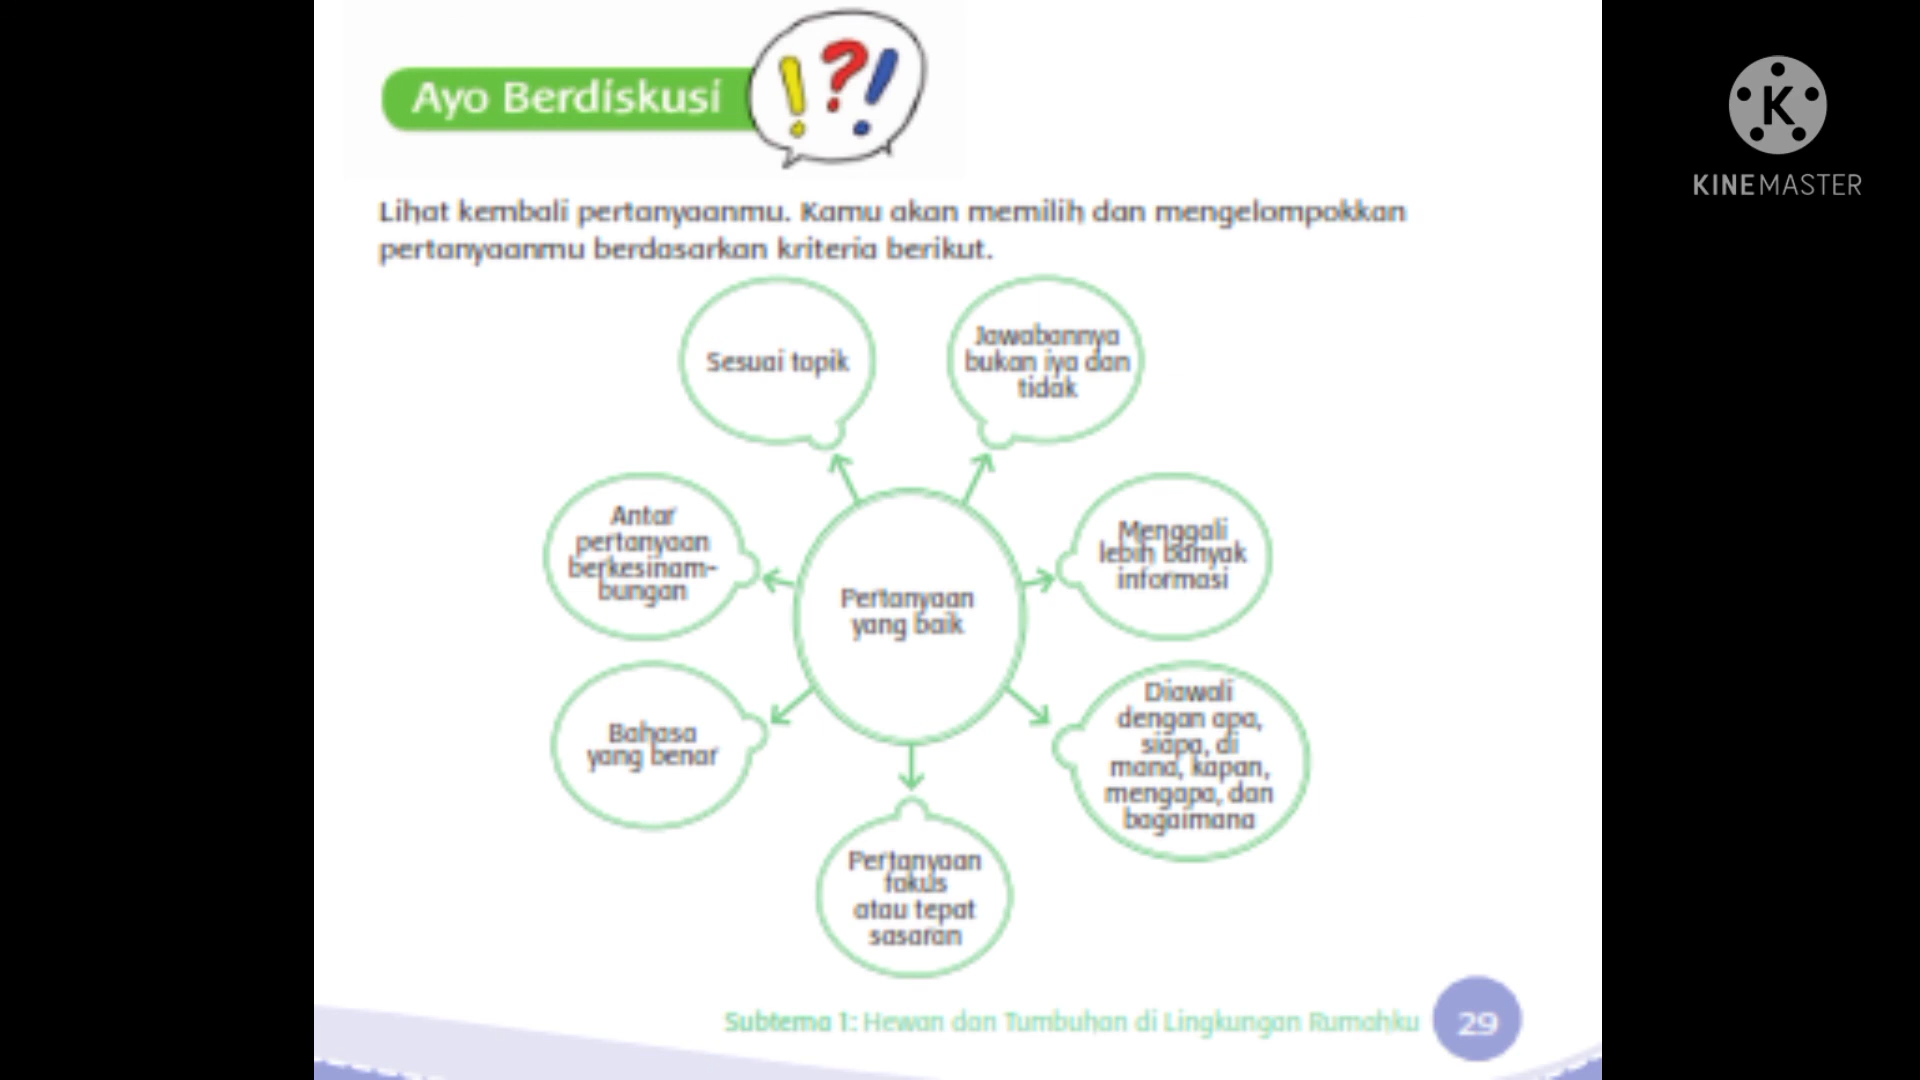 Ayo Berdiskusi
!?!
Lihat kembali pertanyaanmu. Kamu akan memilih dan mengelompokkan
pertanyaanmu berdasarkan kriteria berikut.
Sesuai topik
Jawabannya
bukan iya dan
tidak
Antar
pertanyaan
berkesinam-
bungan
Menggali
lebih banyak
informasi
Pertanyaan
yang baik
Bahasa
yang benar
Diawali
dengan apa,
siapa, di
mana, kapan,
mengapa, dan
bagaimana
Pertanyaan
fokus
atau tepat
sasaran
Subtema 1: Hewan dan Tumbuhan di Lingkungan Rumahku
29
K
KINEMASTER